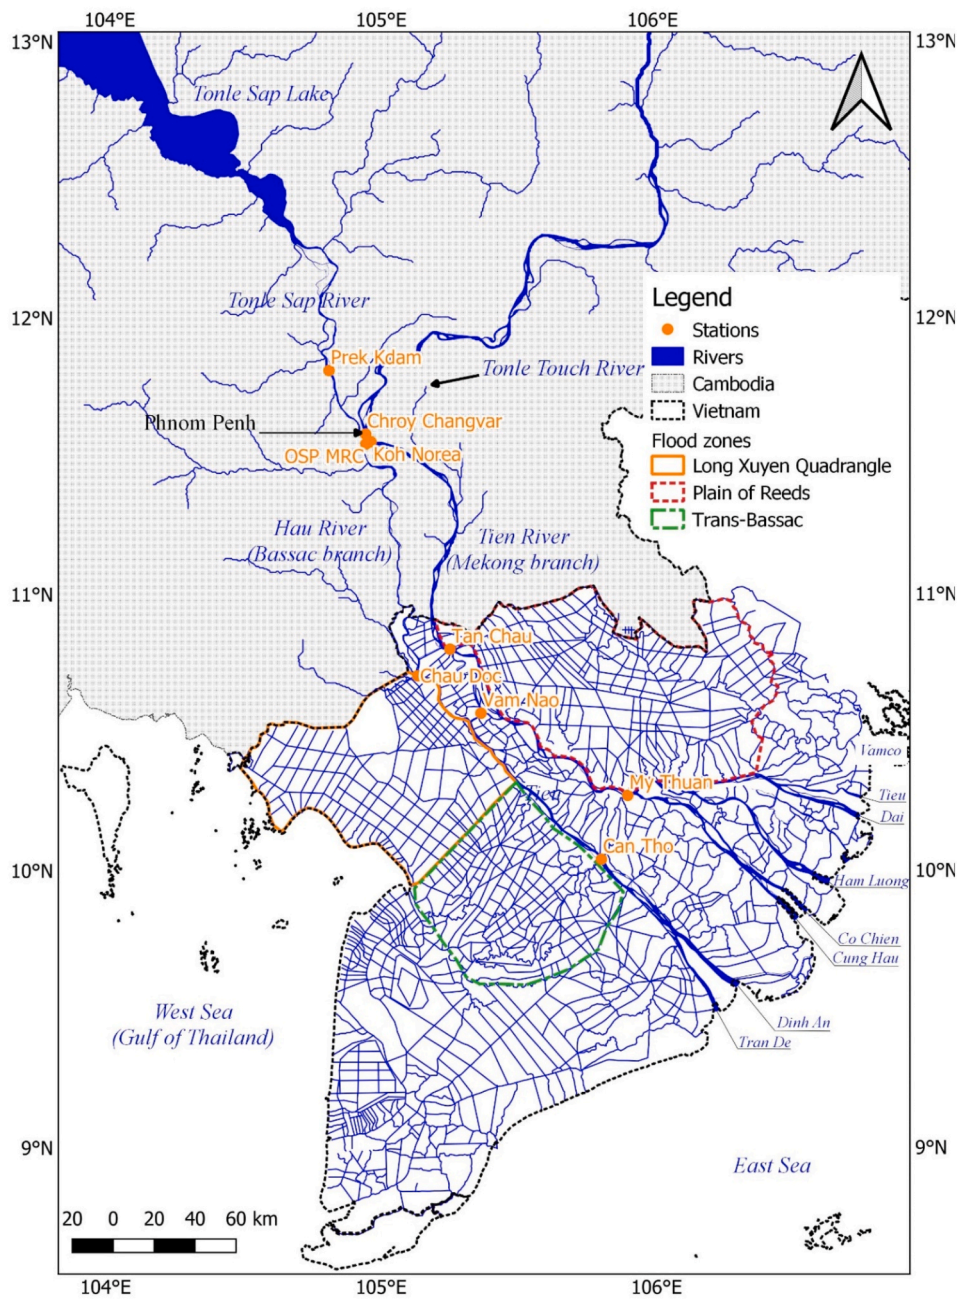 104°E 105°E 106°E
13°N 13°N
Tonle Sap Lake
Legend
Stations
Rivers
Cambodia
Vietnam
Flood zones
Long Xuyen Quadrangle
Plain of Reeds
Trans-Bassac
Tonle Sap River
12°N 12°N
Prek Kdam
Tonle Touch River
Phnom Penh
Chroy Changvar
OSP MRC Koh Norea
Hau River
(Bassac branch)
Tien River
(Mekong branch)
11°N 11°N
Tan Chau
Chau Doc
Vam Nao
Vamco
My Thuan
Tieu
Tieu
Dai
Can Tho
10°N 10°N
Ham Luong
Co Chien
Cung Hau
West Sea
(Gulf of Thailand)
Dinh An
Tran De
9°N 9°N
East Sea
20 0 20 40 60 km
104°E 105°E 106°E